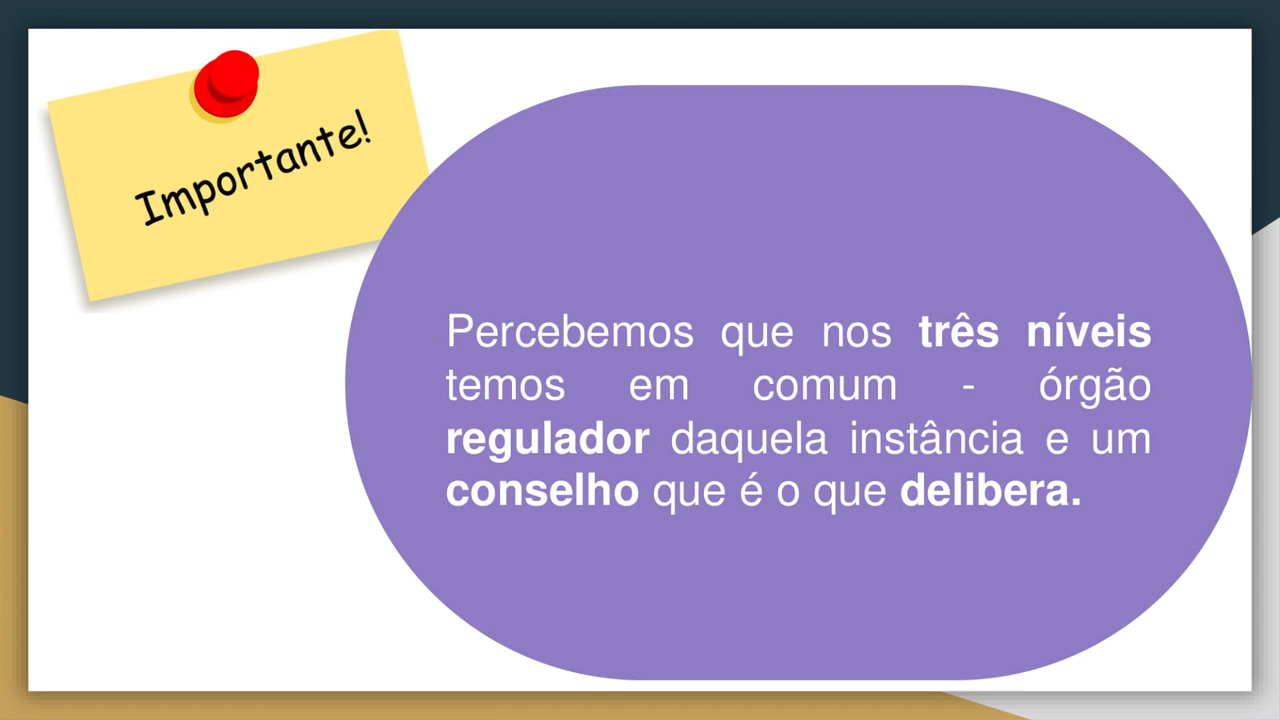 Importante!
Percebemos que nos três níveis
temos em comum - órgão
regulador daquela instância e um
conselho que é o que delibera.